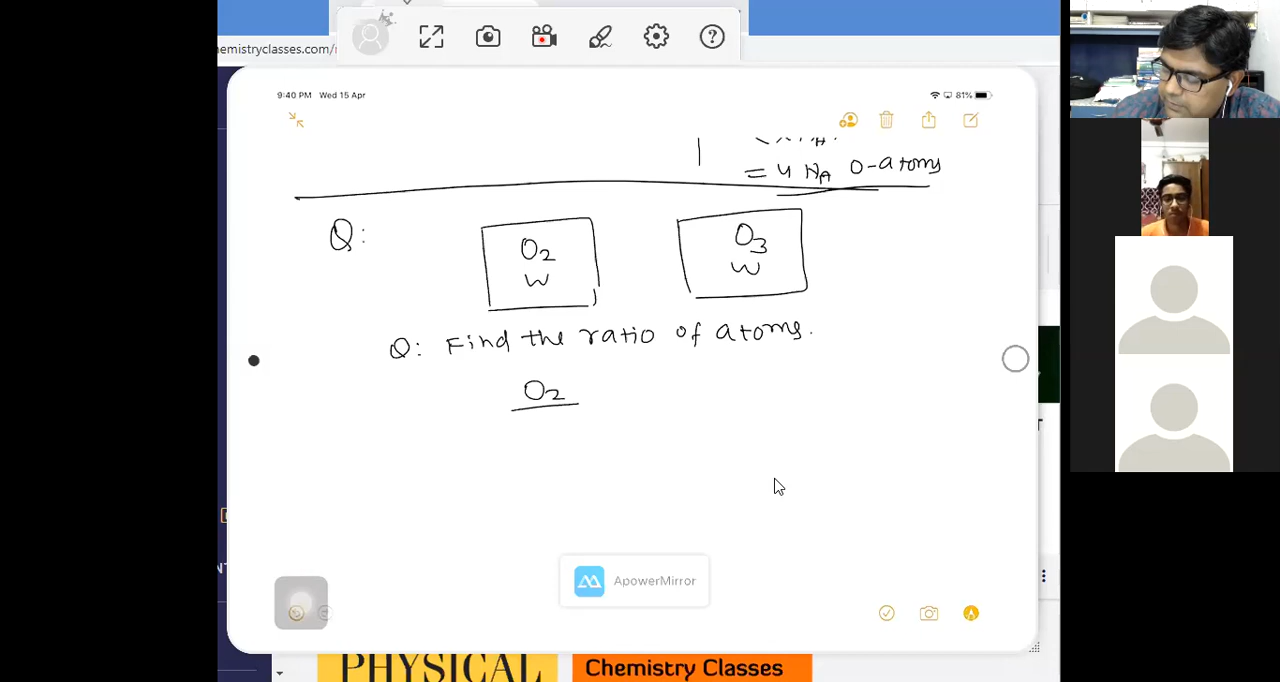 emistryclasses.com/
9:40 PM Wed 15 Apr
81%
= 4 NA O-atoms
Q:
O2
W
O3
W
Q: Find the ratio of atoms.
O2
ApowerMirror
PHYSICAL
Chemistry Classes